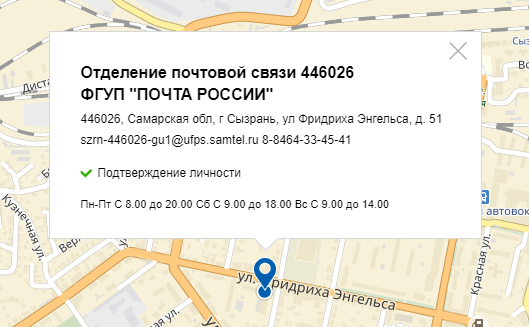 Отделение почтовой связи 446026
ФГУП "ПОЧТА РОССИИ"
446026, Самарская обл, г Сызрань, ул Фридриха Энгельса, д. 51
szrn-446026-gu1@ufps.samtel.ru 8-8464-33-45-41
Подтверждение личности
Пн-Пт С 8.00 до 20.00 Сб С 9.00 до 18.00 Вс С 9.00 до 14.00
Кузнечная ул.
автовок
Красная ул.
ул. Фридриха Энгельса
ул.